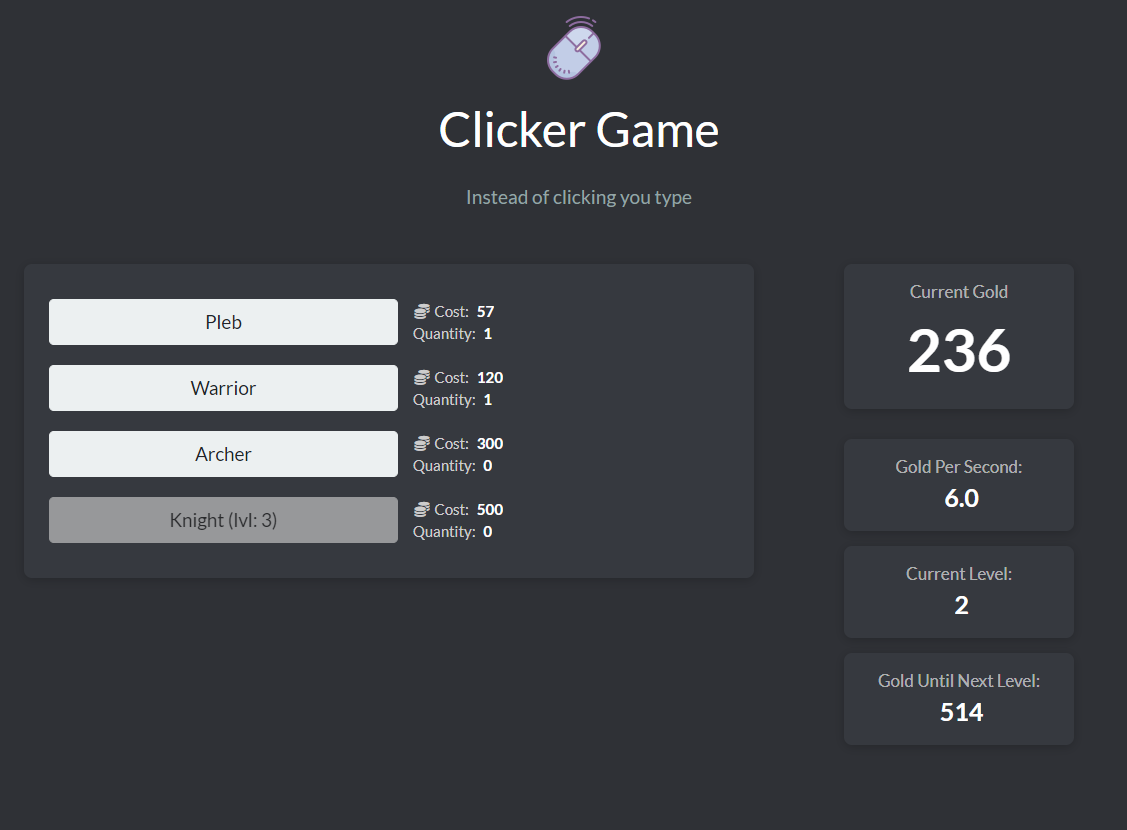 Clicker Game
Instead of clicking you type
Pleb
Cost: 57
Quantity: 1
Warrior
Cost: 120
Quantity: 1
Archer
Cost: 300
Quantity: 0
Knight (lvl: 3)
Cost: 500
Quantity: 0
Current Gold
236
Gold Per Second:
6.0
Current Level:
2
Gold Until Next Level:
514